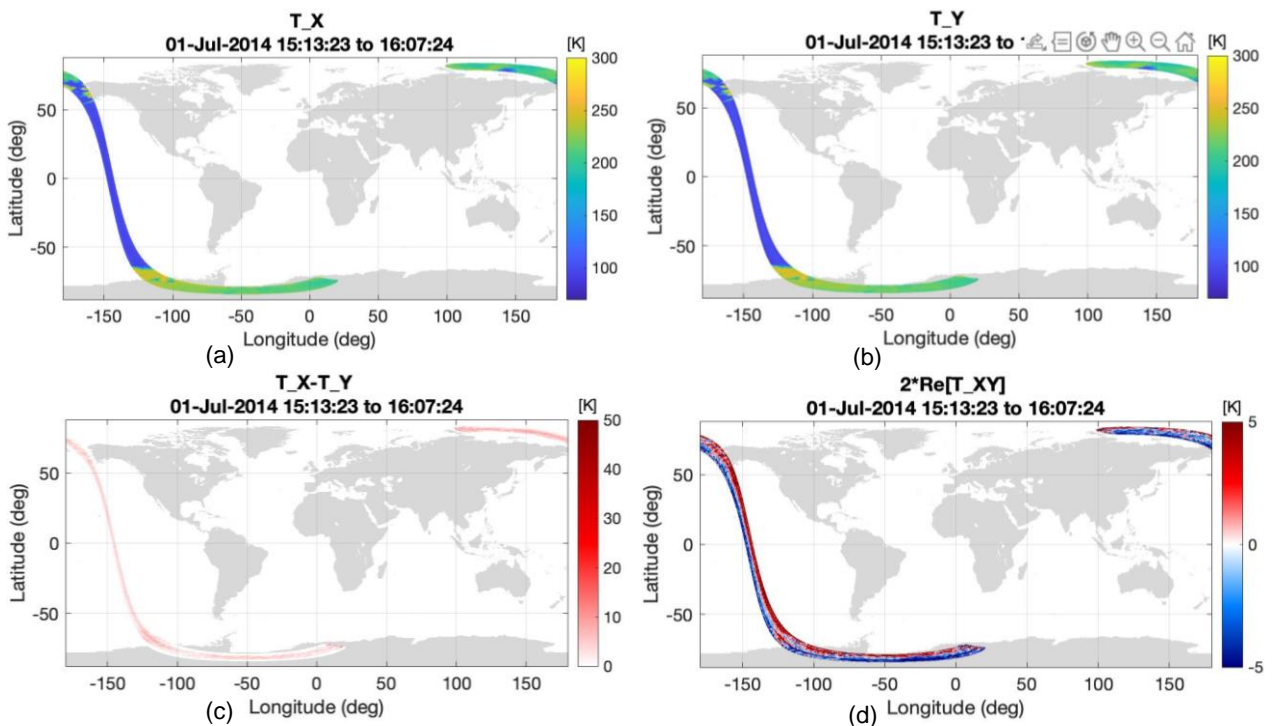 T_X
01-Jul-2014 15:13:23 to 16:07:24
[K]
300
250
200
150
100
50
0
-50
Latitude (deg)
-150 -100 -50 0 50 100 150
Longitude (deg)
(a)
T_Y
01-Jul-2014 15:13:23 to
[K]
300
250
200
150
100
50
0
-50
Latitude (deg)
-150 -100 -50 0 50 100 150
Longitude (deg)
(b)
T_X-T_Y
01-Jul-2014 15:13:23 to 16:07:24
[K]
50
40
30
20
10
0
50
0
-50
Latitude (deg)
-150 -100 -50 0 50 100 150
Longitude (deg)
(c)
2*Re[T_XY]
01-Jul-2014 15:13:23 to 16:07:24
[K]
5
0
-5
50
0
-50
Latitude (deg)
-150 -100 -50 0 50 100 150
Longitude (deg)
(d)